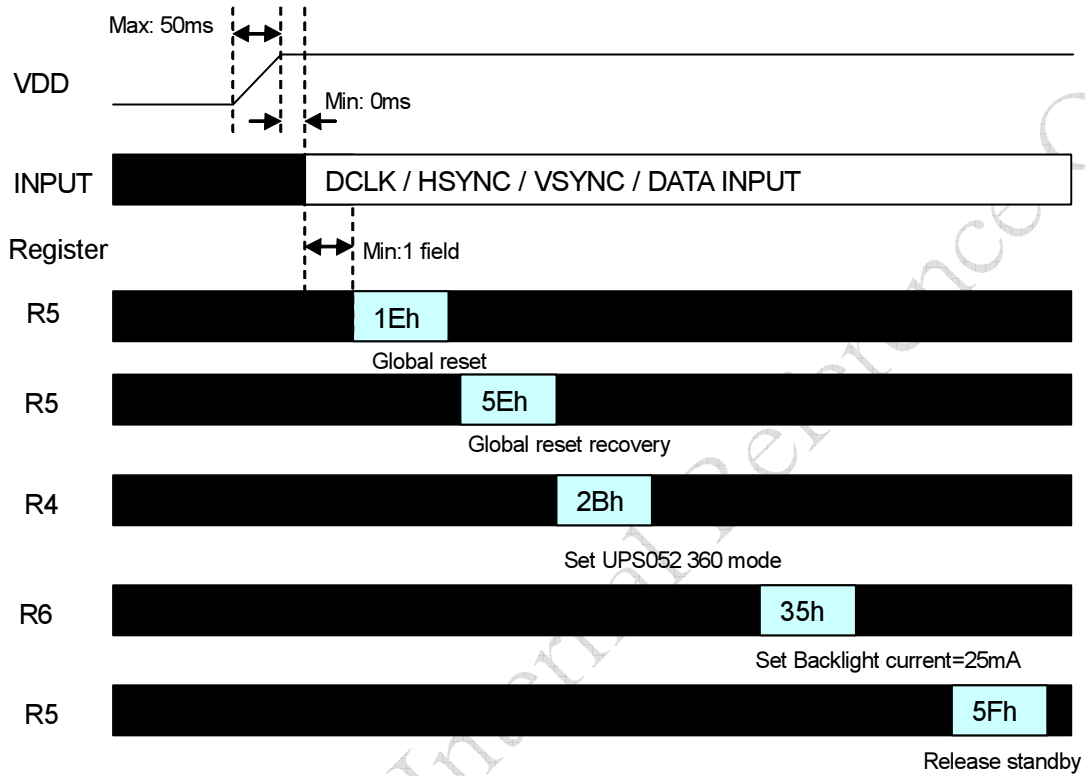 Max: 50ms
VDD
Min: 0ms
INPUT
DCLK / HSYNC / VSYNC / DATA INPUT
Register
Min:1 field
R5
1Eh
Global reset
R5
5Eh
Global reset recovery
R4
2Bh
Set UPS052 360 mode
R6
35h
Set Backlight current=25mA
R5
5Fh
Release standby
Internal Reference